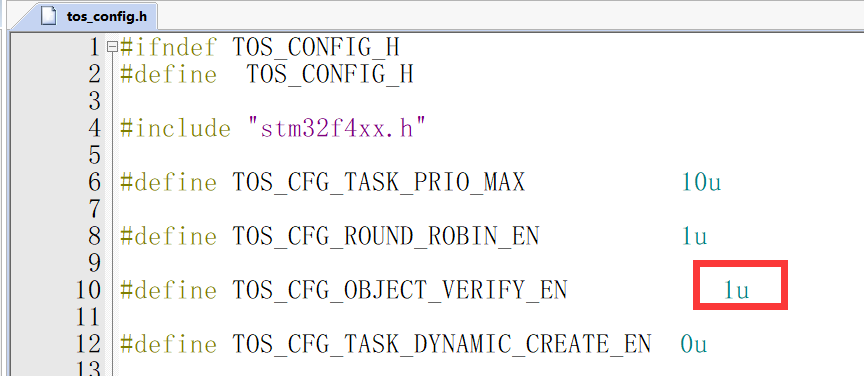 tos_config.h
1 #ifndef TOS_CONFIG_H
2 #define  TOS_CONFIG_H
3
4 #include "stm32f4xx.h"
5
6 #define TOS_CFG_TASK_PRIO_MAX           10u
7
8 #define TOS_CFG_ROUND_ROBIN_EN          1u
9
10 #define TOS_CFG_OBJECT_VERIFY_EN           1u
11
12 #define TOS_CFG_TASK_DYNAMIC_CREATE_EN  0u
13